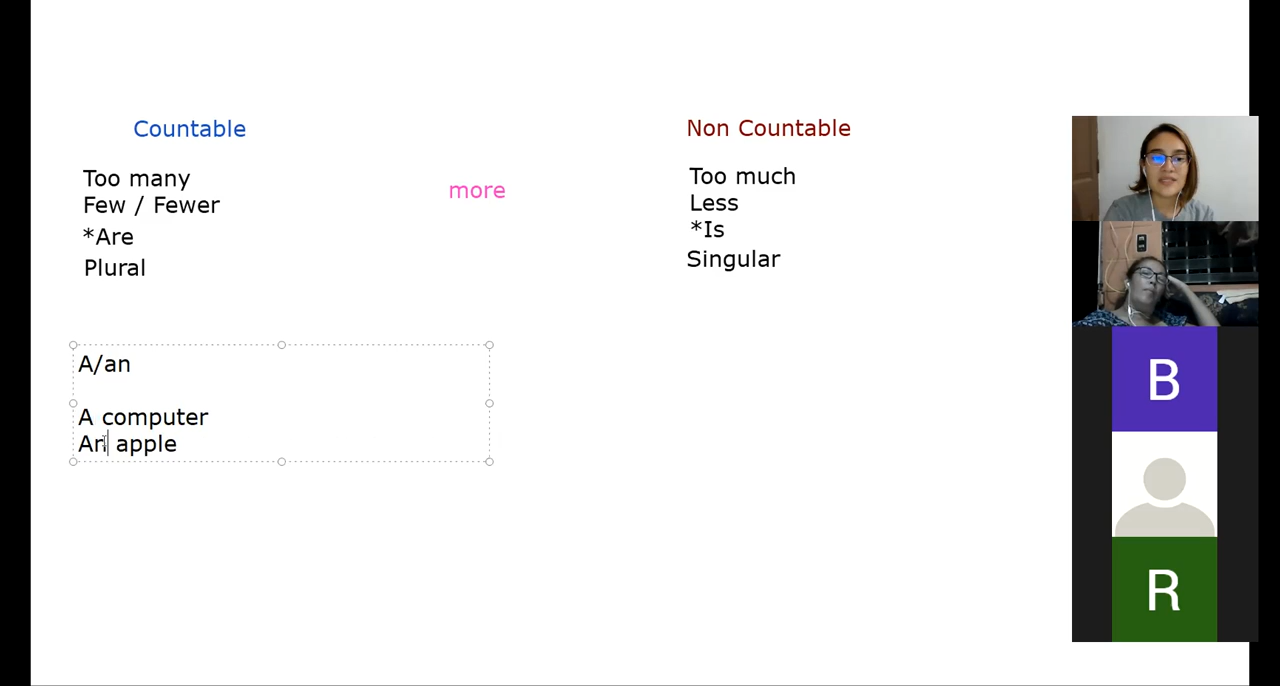 Countable
Too many
Few / Fewer
*Are
Plural
more
Non Countable
Too much
Less
*Is
Singular
A/an
A computer
An apple
B
R